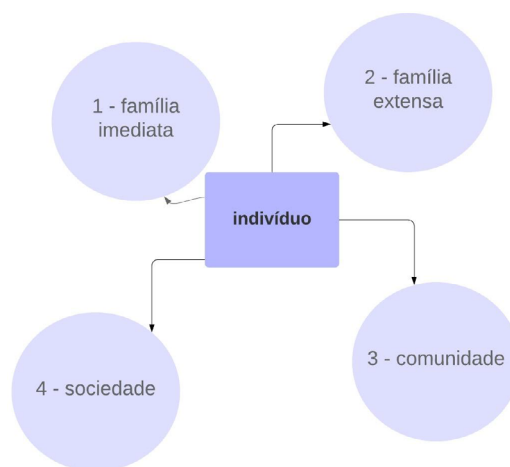 1 - família
imediata
2 - família
extensa
indivíduo
3 - comunidade
4 - sociedade